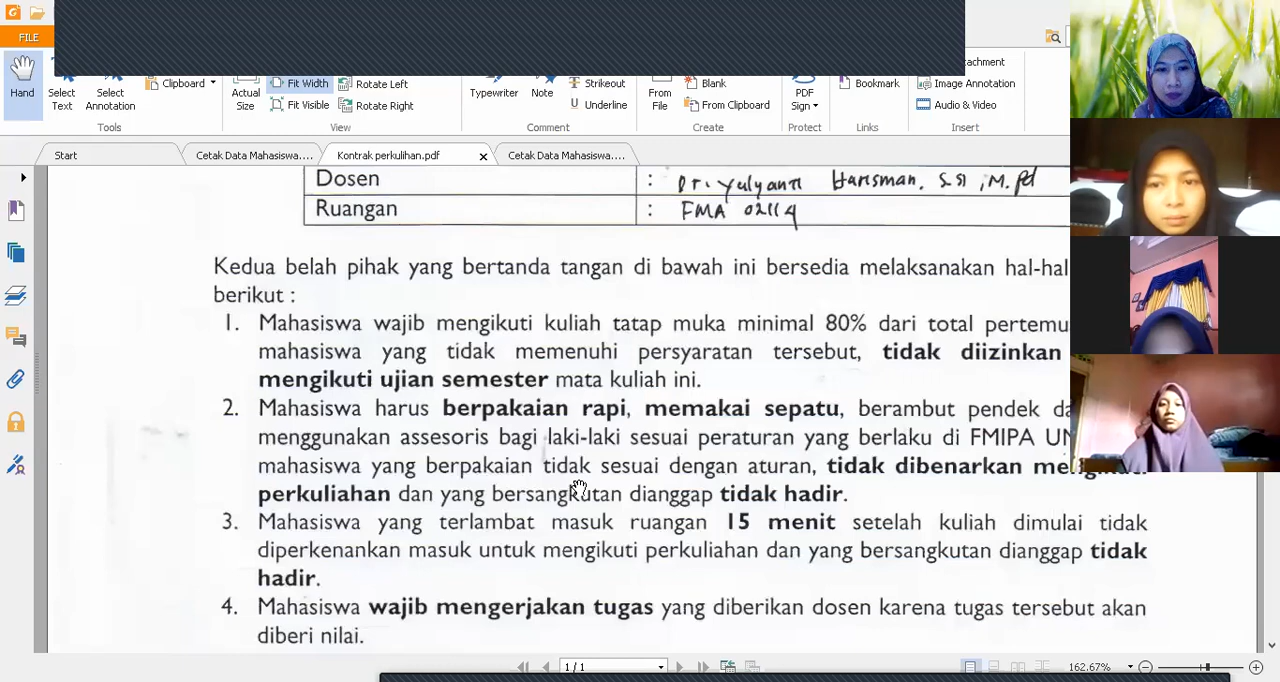 FILE
Hand
Select Text
Select Annotation
Clipboard
Actual Size
Fit Width
Fit Visible
Rotate Left
Rotate Right
Typewriter
Note
Strikeout
Underline
From File
Blank
From Clipboard
PDF Sign
Bookmark
Image Annotation
Audio & Video
Tools
View
Comment
Create
Protect
Links
Insert
Start
Cetak Data Mahasiswa....
Kontrak perkulihan.pdf
Cetak Data Mahasiswa....
Dosen : Dr. Yulyanti Harisman, S.Si, M.Pd
Ruangan : FMA 02114
Kedua belah pihak yang bertanda tangan di bawah ini bersedia melaksanakan hal-hal
berikut :
1. Mahasiswa wajib mengikuti kuliah tatap muka minimal 80% dari total
mahasiswa yang tidak memenuhi persyaratan tersebut, tidak diizinkan
mengikuti ujian semester mata kuliah ini.
2. Mahasiswa harus berpakaian rapi, memakai sepatu, berambut pendek
menggunakan assesoris bagi laki-laki sesuai peraturan yang berlaku di FMIPA
mahasiswa yang berpakaian tidak sesuai dengan aturan, tidak dibenarkan mengikuti
perkuliahan dan yang bersangkutan dianggap tidak hadir.
3. Mahasiswa yang terlambat masuk ruangan 15 menit setelah kuliah dimulai tidak
diperkenankan masuk untuk mengikuti perkuliahan dan yang bersangkutan dianggap tidak
hadir.
4. Mahasiswa wajib mengerjakan tugas yang diberikan dosen karena tugas tersebut akan
diberi nilai.
1 / 1
162.67%